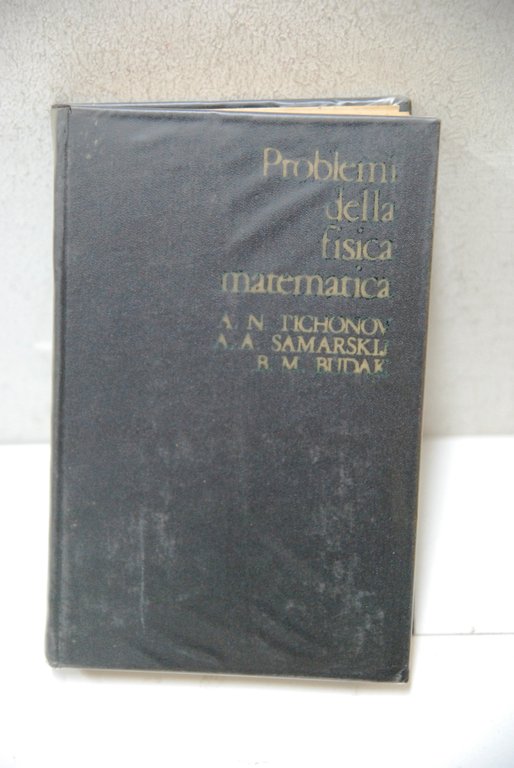 Problemi
della
fisica
matematica
A. N. TICHONOV
A. A. SAMARSKIJ
B. M. BUDAK